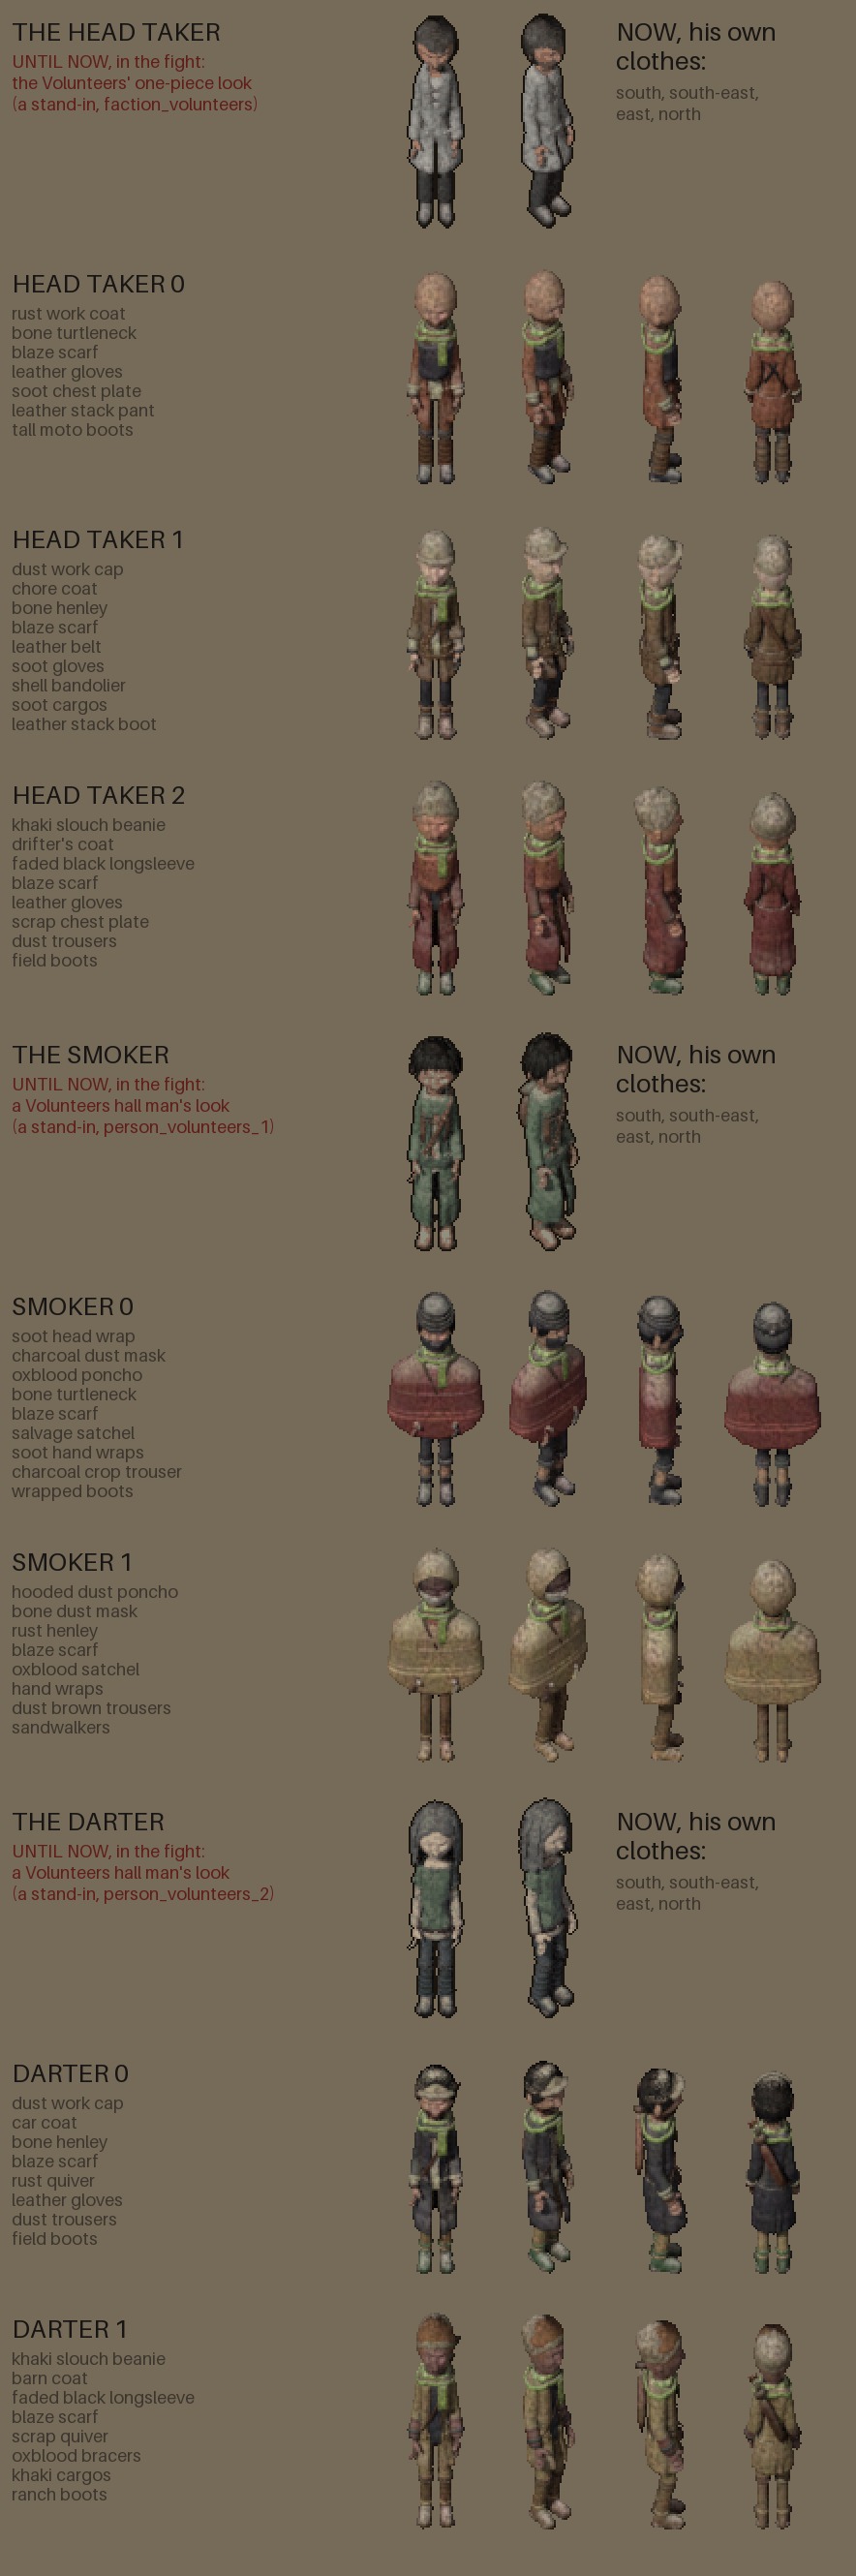 THE HEAD TAKER
UNTIL NOW, in the fight:
the Volunteers' one-piece look
(a stand-in, faction_volunteers)
NOW, his own
clothes:
south, south-east,
east, north
HEAD TAKER 0
rust work coat
bone turtleneck
blaze scarf
leather gloves
soot chest plate
leather stack pant
tall moto boots
HEAD TAKER 1
dust work cap
chore coat
bone henley
blaze scarf
leather belt
soot gloves
shell bandolier
soot cargos
leather stack boot
HEAD TAKER 2
khaki slouch beanie
drifter's coat
faded black longsleeve
blaze scarf
leather gloves
scrap chest plate
dust trousers
field boots
THE SMOKER
UNTIL NOW, in the fight:
a Volunteers hall man's look
(a stand-in, person_volunteers_1)
NOW, his own
clothes:
south, south-east,
east, north
SMOKER 0
soot head wrap
charcoal dust mask
oxblood poncho
bone turtleneck
blaze scarf
salvage satchel
soot hand wraps
charcoal crop trouser
wrapped boots
SMOKER 1
hooded dust poncho
bone dust mask
rust henley
blaze scarf
oxblood satchel
hand wraps
dust brown trousers
sandwalkers
THE DARTER
UNTIL NOW, in the fight:
a Volunteers hall man's look
(a stand-in, person_volunteers_2)
NOW, his own
clothes:
south, south-east,
east, north
DARTER 0
dust work cap
car coat
bone henley
blaze scarf
rust quiver
leather gloves
dust trousers
field boots
DARTER 1
khaki slouch beanie
barn coat
faded black longsleeve
blaze scarf
scrap quiver
oxblood bracers
khaki cargos
ranch boots